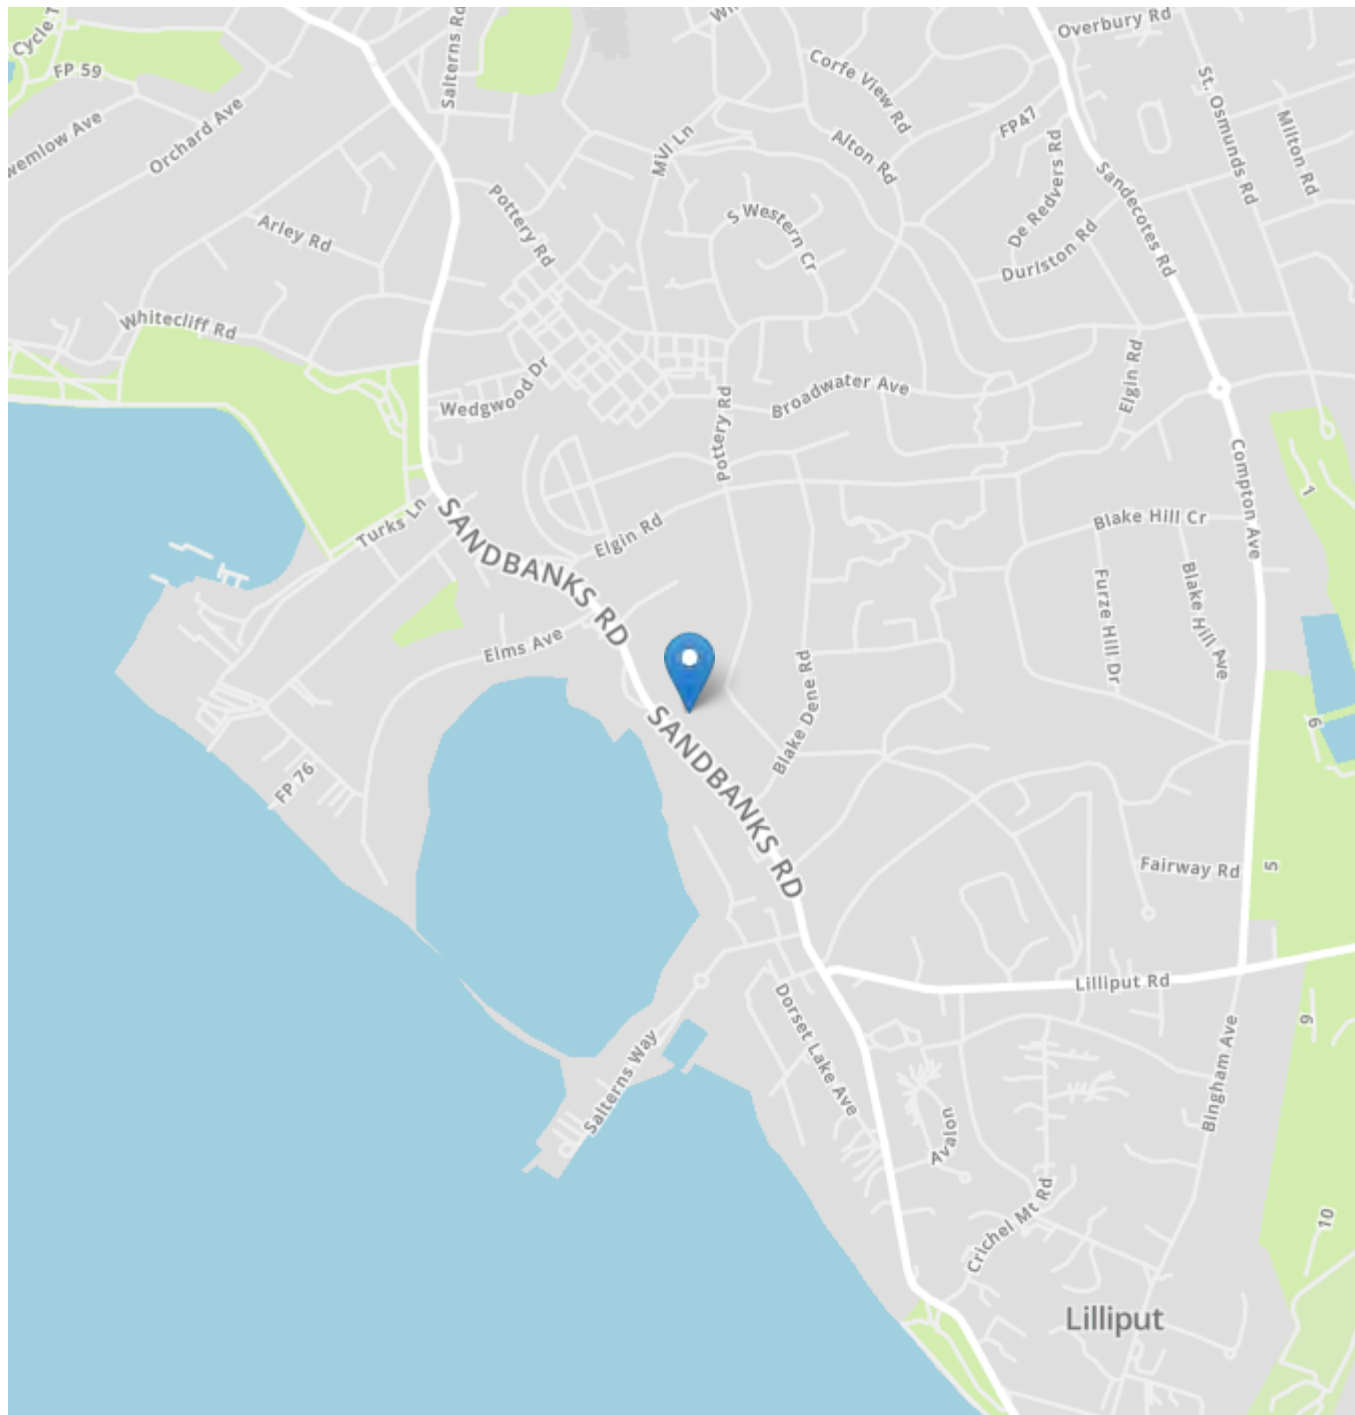 Cycle T
FP 59
wemlow Ave
Orchard Ave
Salterns Rd
Overbury Rd
Corfe View Rd
St. Osmunds Rd
FP47
Milton Rd
Mill Ln
Alton Rd
De Redvers Rd
Sandecotes Rd
Pottery Rd
S Western Cr
Arley Rd
Durlston Rd
Whitecliff Rd
Elgin Rd
Wedgwood Dr
Broadwater Ave
Pottery Rd
Compton Ave
1
Turks Ln
SANDBANKS RD
Elgin Rd
Blake Hill Cr
Furze Hill Dr
Blake Hill Ave
Elms Ave
Blake Dene Rd
6
SANDBANKS RD
FP 76
Fairway Rd
5
Lilliput Rd
Dorset Lake Ave
9
Salterns Way
Bingham Ave
Avalon
Crichel Mt Rd
10
Lilliput